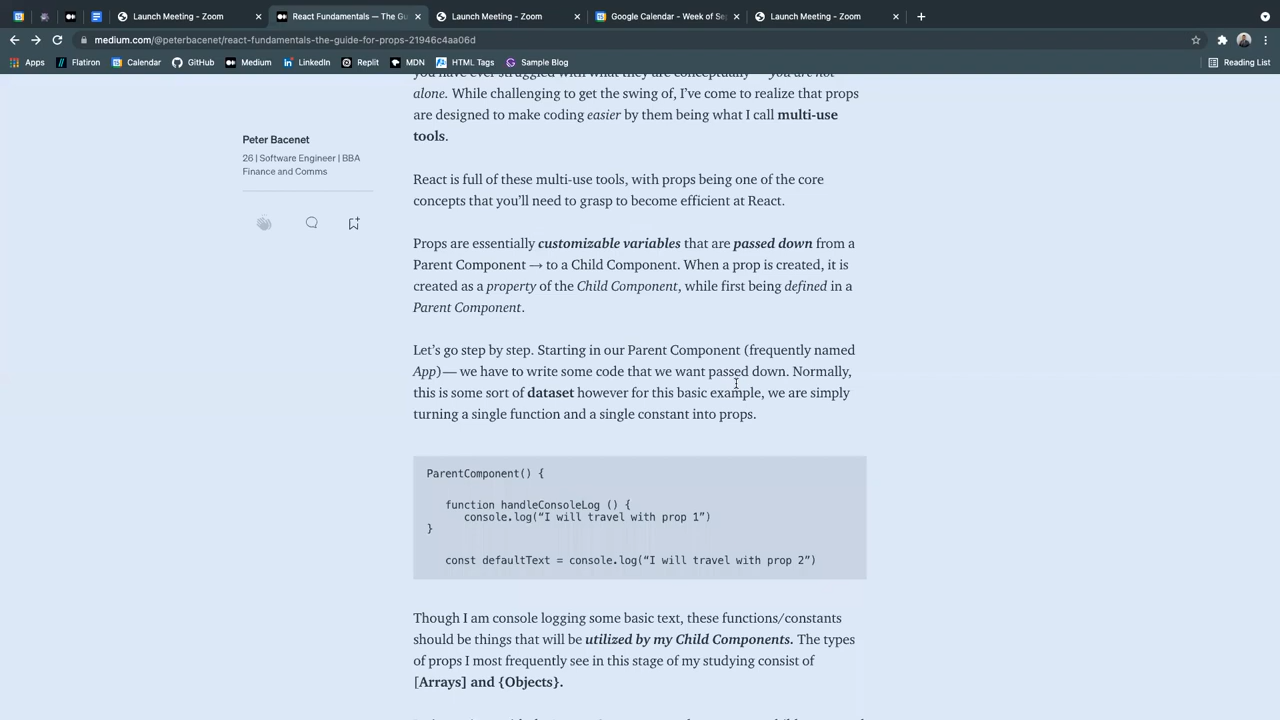 Launch Meeting - Zoom
React Fundamentals — The Gu
Launch Meeting - Zoom
Google Calendar - Week of Se
Launch Meeting - Zoom
medium.com/@peterbacenet/react-fundamentals-the-guide-for-props-21946c4aa06d
Apps
Flatiron
Calendar
GitHub
Medium
LinkedIn
Replit
MDN
HTML Tags
Sample Blog
Reading List
you have ever struggled with what they are conceptually — you are not
alone. While challenging to get the swing of, I’ve come to realize that props
are designed to make coding easier by them being what I call multi-use
tools.
Peter Bacenet
26 | Software Engineer | BBA
Finance and Comms
React is full of these multi-use tools, with props being one of the core
concepts that you’ll need to grasp to become efficient at React.
Props are essentially customizable variables that are passed down from a
Parent Component → to a Child Component. When a prop is created, it is
created as a property of the Child Component, while first being defined in a
Parent Component.
Let’s go step by step. Starting in our Parent Component (frequently named
App)— we have to write some code that we want passed down. Normally,
this is some sort of dataset however for this basic example, we are simply
turning a single function and a single constant into props.
ParentComponent() {
function handleConsoleLog () {
console.log(“I will travel with prop 1”)
}
const defaultText = console.log(“I will travel with prop 2”)
Though I am console logging some basic text, these functions/constants
should be things that will be utilized by my Child Components. The types
of props I most frequently see in this stage of my studying consist of
[Arrays] and {Objects}.